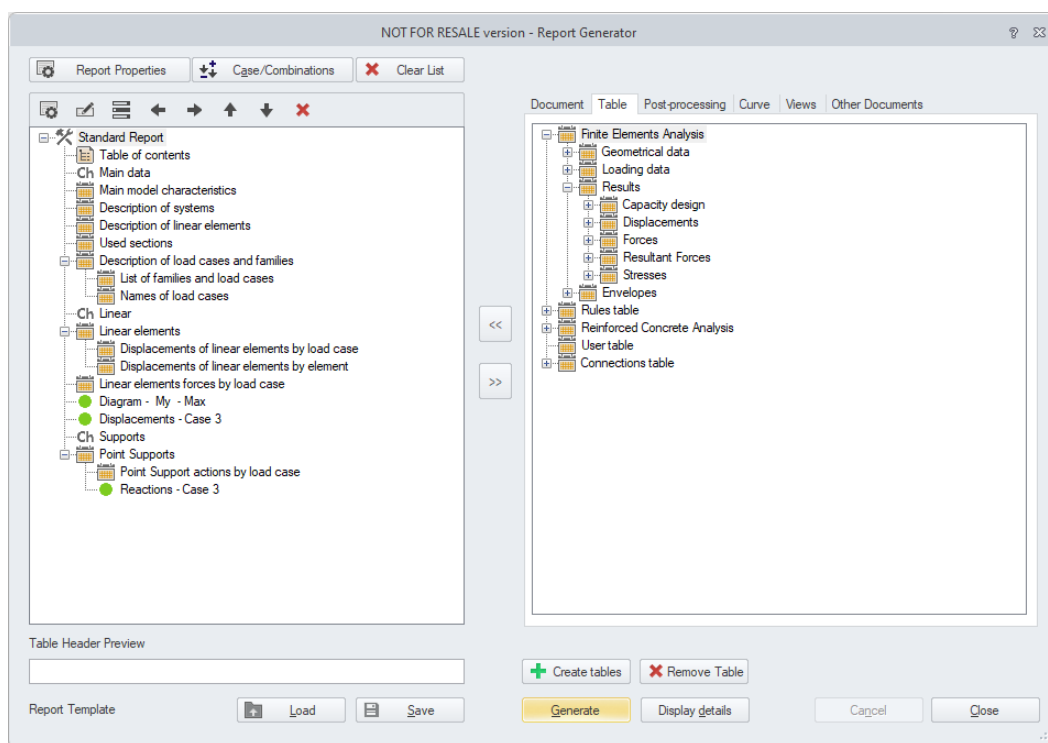 NOT FOR RESALE version - Report Generator
Report Properties
Case/Combinations
Clear List
Standard Report
Table of contents
Ch Main data
Main model characteristics
Description of systems
Description of linear elements
Used sections
Description of load cases and families
List of families and load cases
Names of load cases
Ch Linear
Linear elements
Displacements of linear elements by load case
Displacements of linear elements by element
Linear elements forces by load case
Diagram - My - Max
Displacements - Case 3
Ch Supports
Point Supports
Point Support actions by load case
Reactions - Case 3
Table Header Preview
Report Template
Load
Save
<<
>>
Document Table Post-processing Curve Views Other Documents
Finite Elements Analysis
Geometrical data
Loading data
Results
Capacity design
Displacements
Forces
Resultant Forces
Stresses
Envelopes
Rules table
Reinforced Concrete Analysis
User table
Connections table
Create tables
Remove Table
Generate
Display details
Cancel
Close